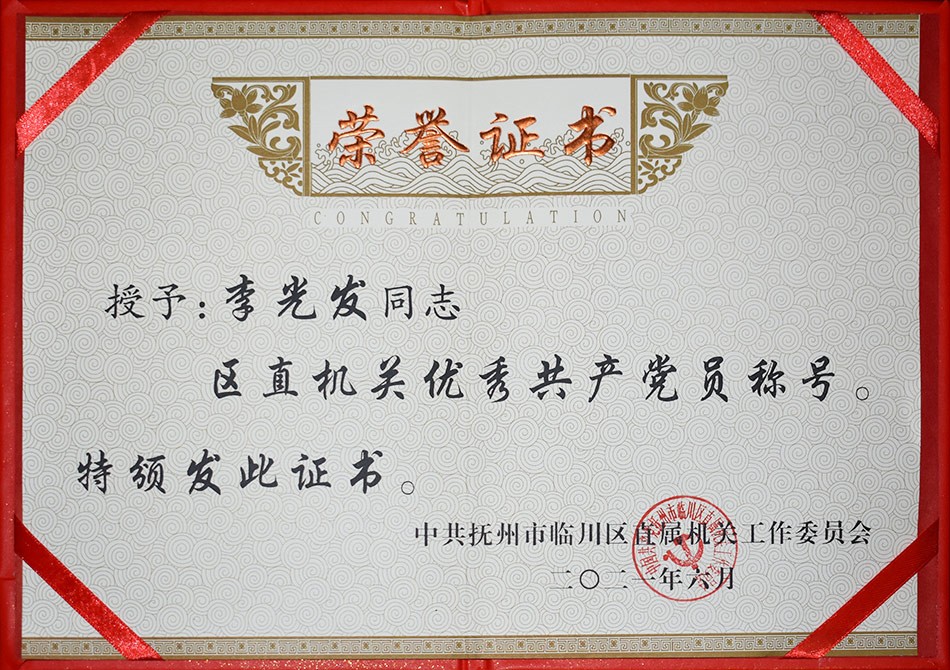 荣誉证书
CONGRATULATION
授予:李光发同志
区直机关优秀共产党员称号。
特颁发此证书。
中共抚州市临川区直属机关工作委员会
二〇二一年六月